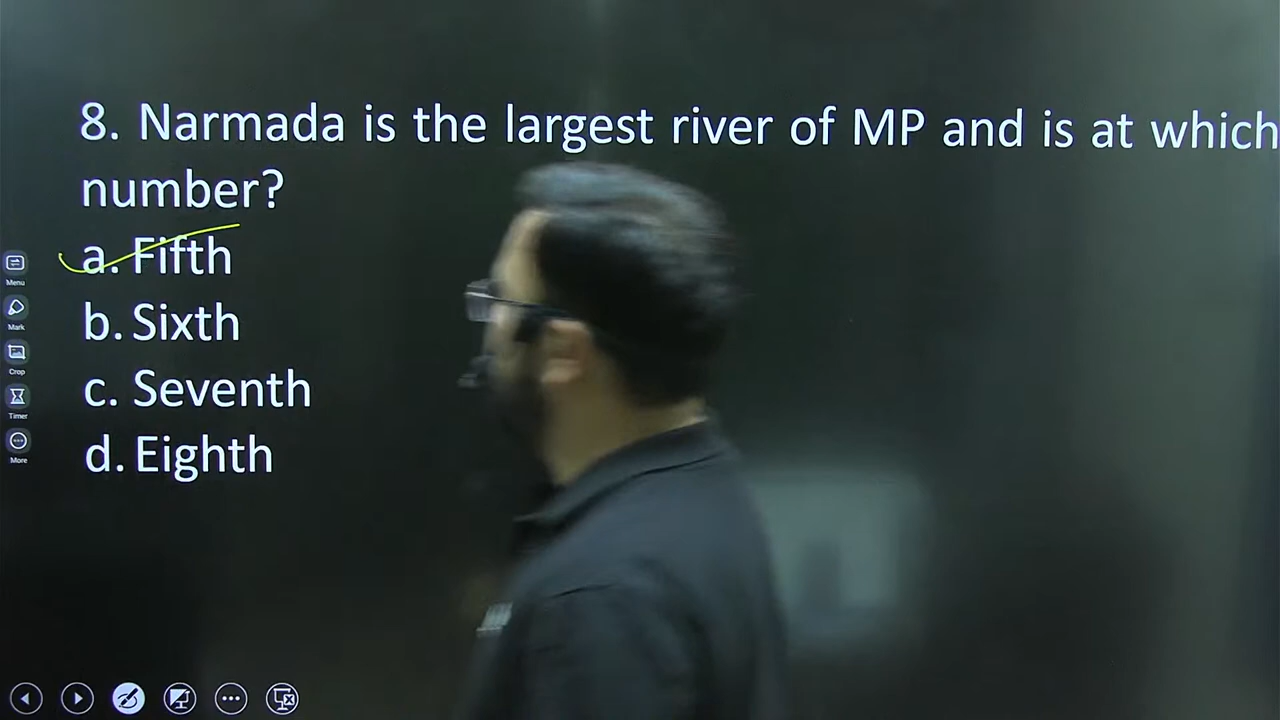 8. Narmada is the largest river of MP and is at which
number?
a. Fifth
b. Sixth
c. Seventh
d. Eighth
Menu
Mark
Crop
Timer
More